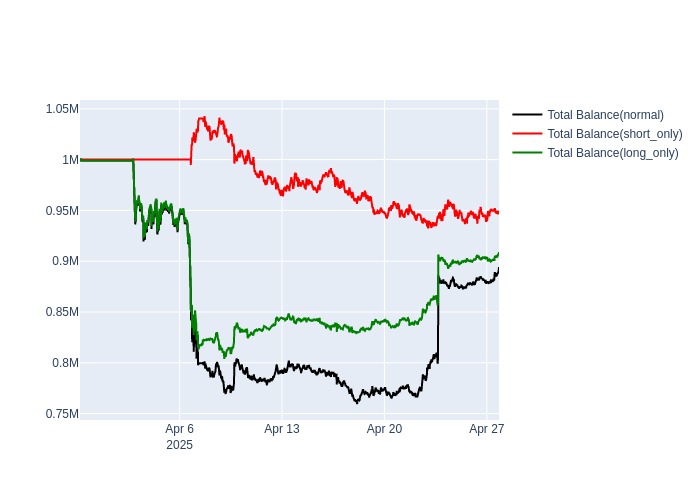 1.05M
1M
0.95M
0.9M
0.85M
0.8M
0.75M
Apr 6
2025
Apr 13
Apr 20
Apr 27
Total Balance(normal)
Total Balance(short_only)
Total Balance(long_only)